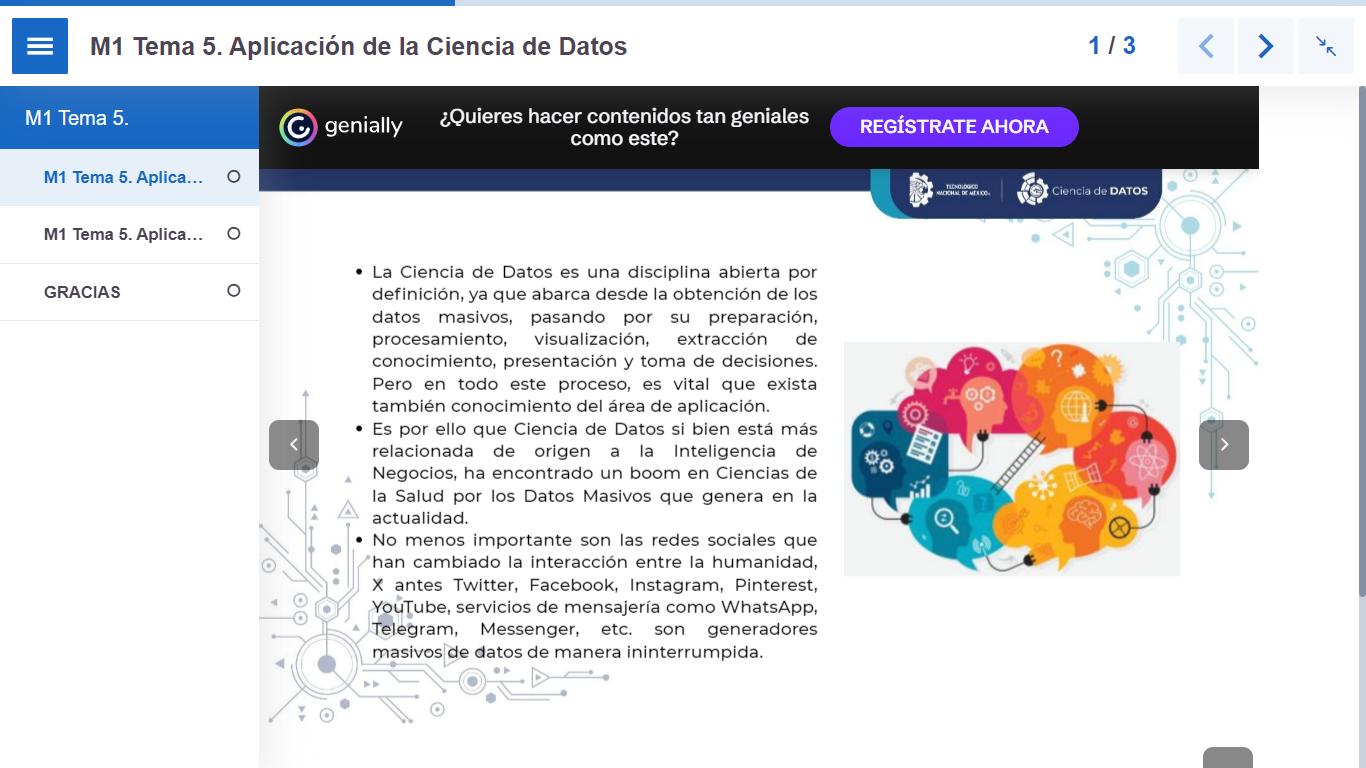 M1 Tema 5. Aplicación de la Ciencia de Datos
1 / 3
M1 Tema 5.
M1 Tema 5. Aplica...
M1 Tema 5. Aplica...
GRACIAS
genially
¿Quieres hacer contenidos tan geniales
como este?
REGÍSTRATE AHORA
TECNOLÓGICO
NACIONAL DE MÉXICO
Ciencia de DATOS
• La Ciencia de Datos es una disciplina abierta por
definición, ya que abarca desde la obtención de los
datos masivos, pasando por su preparación,
procesamiento, visualización, extracción de
conocimiento, presentación y toma de decisiones.
Pero en todo este proceso, es vital que exista
también conocimiento del área de aplicación.
• Es por ello que Ciencia de Datos si bien está más
relacionada de origen a la Inteligencia de
Negocios, ha encontrado un boom en Ciencias de
la Salud por los Datos Masivos que genera en la
actualidad.
• No menos importante son las redes sociales que
han cambiado la interacción entre la humanidad,
X antes Twitter, Facebook, Instagram, Pinterest,
YouTube, servicios de mensajería como WhatsApp,
Telegram, Messenger, etc. son generadores
masivos de datos de manera ininterrumpida.